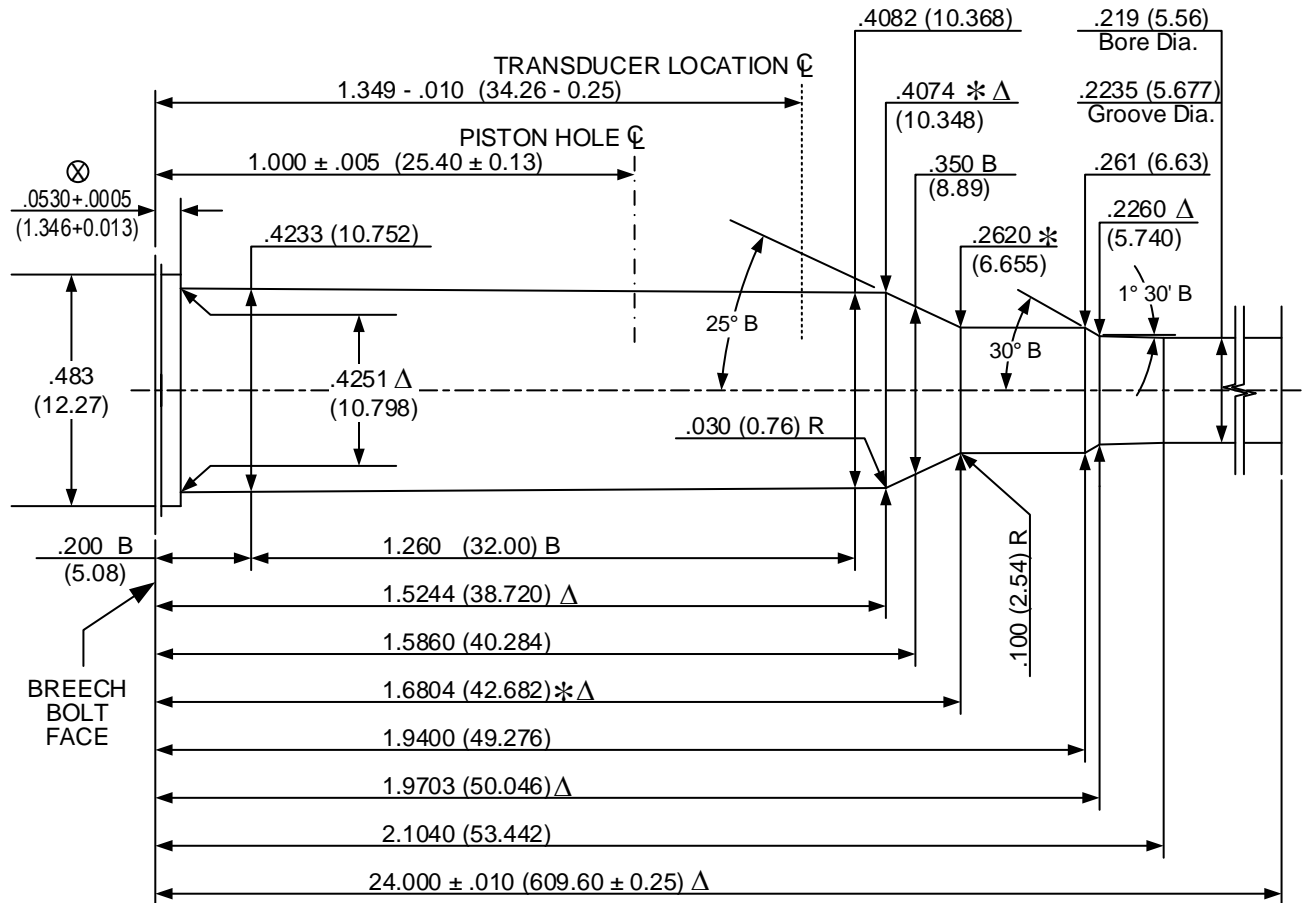 .4082 (10.368)
.219 (5.56)
Bore Dia.
TRANSDUCER LOCATION ℄
1.349 - .010 (34.26 - 0.25)
.4074 * Δ
(10.348)
.2235 (5.677)
Groove Dia.
PISTON HOLE ℄
1.000 ± .005 (25.40 ± 0.13)
.350 B
(8.89)
.261 (6.63)
⊗
.0530+.0005
(1.346+0.013)
.4233 (10.752)
.2620 *
(6.655)
.2260 Δ
(5.740)
1° 30' B
25° B
30° B
.483
(12.27)
.4251 Δ
(10.798)
.030 (0.76) R
.200 B
(5.08)
1.260 (32.00) B
.100 (2.54) R
1.5244 (38.720) Δ
1.5860 (40.284)
BREECH
BOLT
FACE
1.6804 (42.682)* Δ
1.9400 (49.276)
1.9703 (50.046) Δ
2.1040 (53.442)
24.000 ± .010 (609.60 ± 0.25) Δ